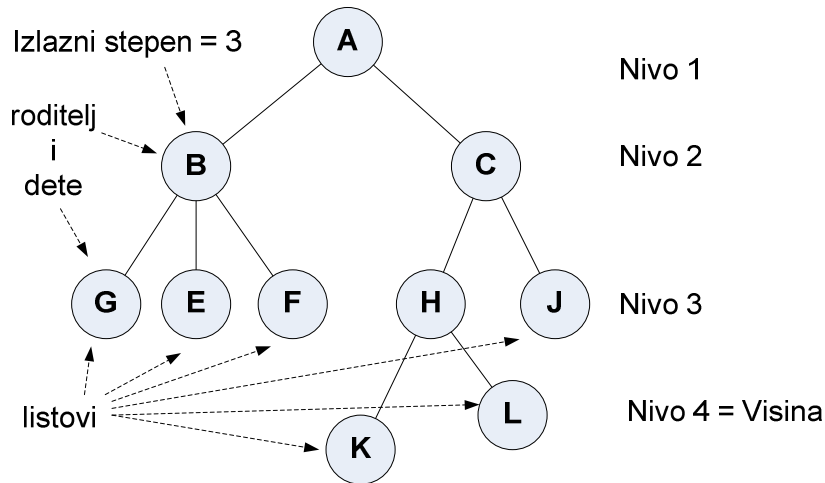 A
Izlazni stepen = 3
Nivo 1
roditelj
i
dete
B
C
Nivo 2
G
E
F
H
J
Nivo 3
listovi
K
L
Nivo 4 = Visina